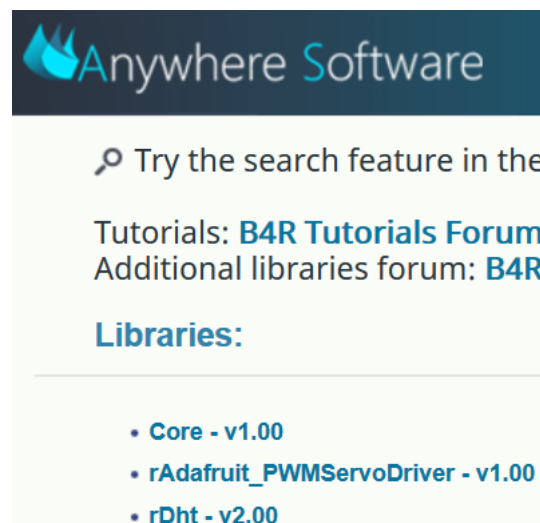 Anywhere Software
Try the search feature in the
Tutorials: B4R Tutorials Forum
Additional libraries forum: B4R
Libraries:
• Core - v1.00
• rAdafruit_PWMServoDriver - v1.00
• rDht - v2.00